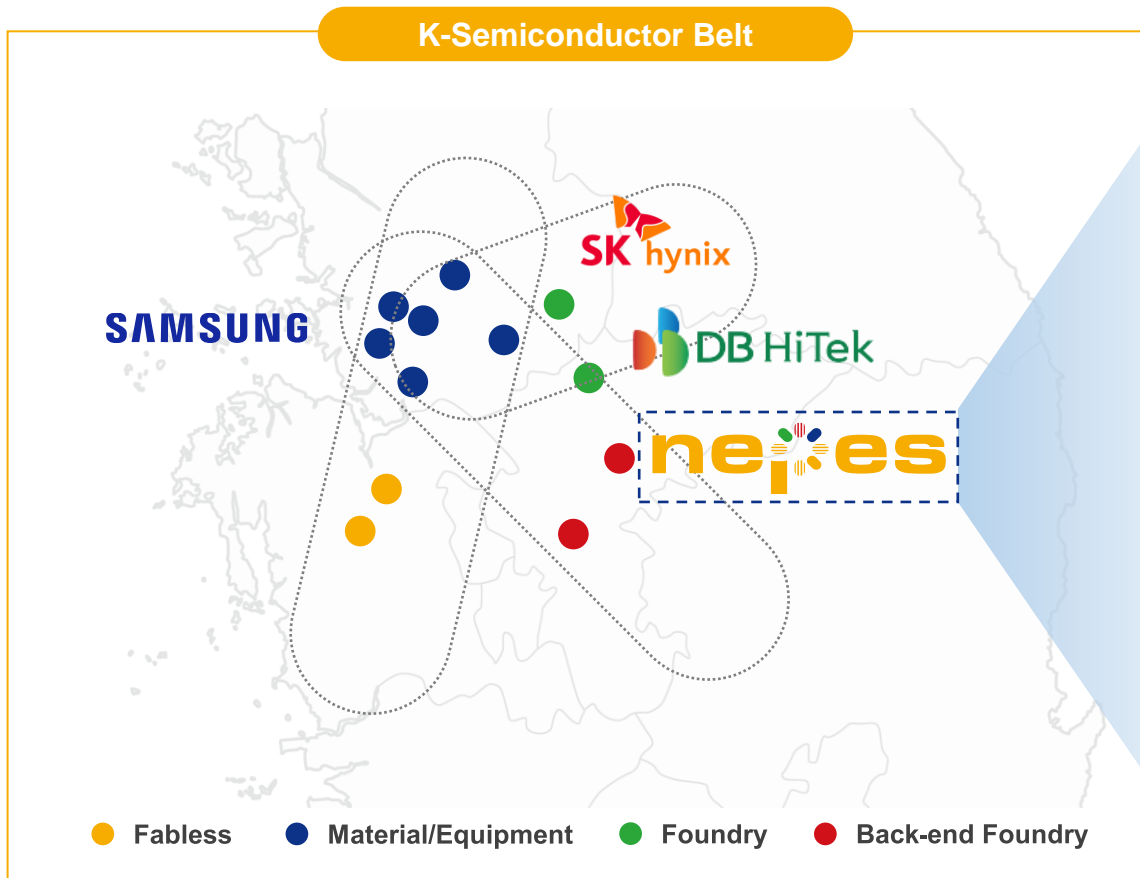 K-Semiconductor Belt
SK hynix
SAMSUNG
DB HiTek
nepes
Fabless
Material/Equipment
Foundry
Back-end Foundry